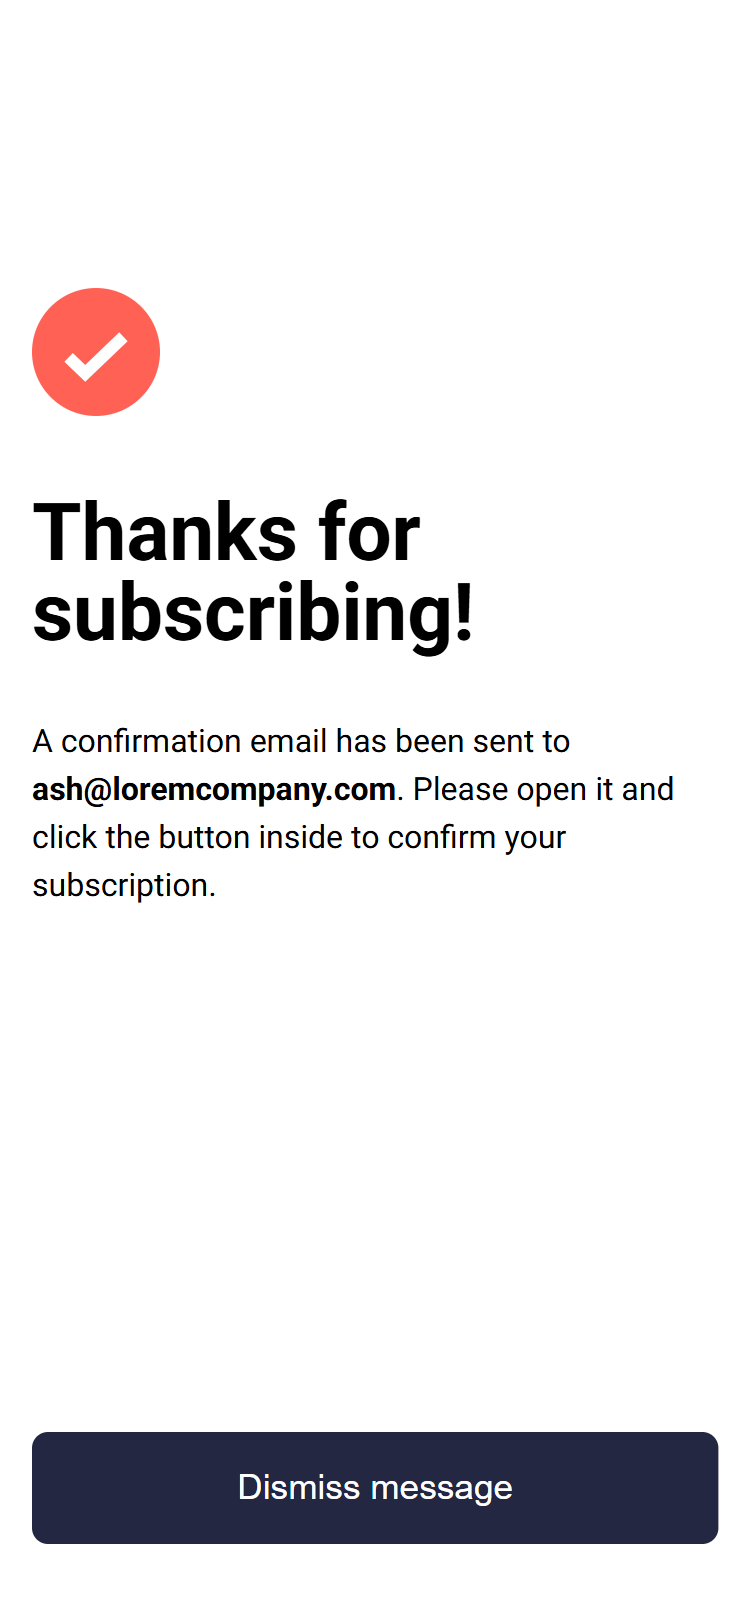 Thanks for
subscribing!
A confirmation email has been sent to
ash@loremcompany.com. Please open it and
click the button inside to confirm your
subscription.
Dismiss message